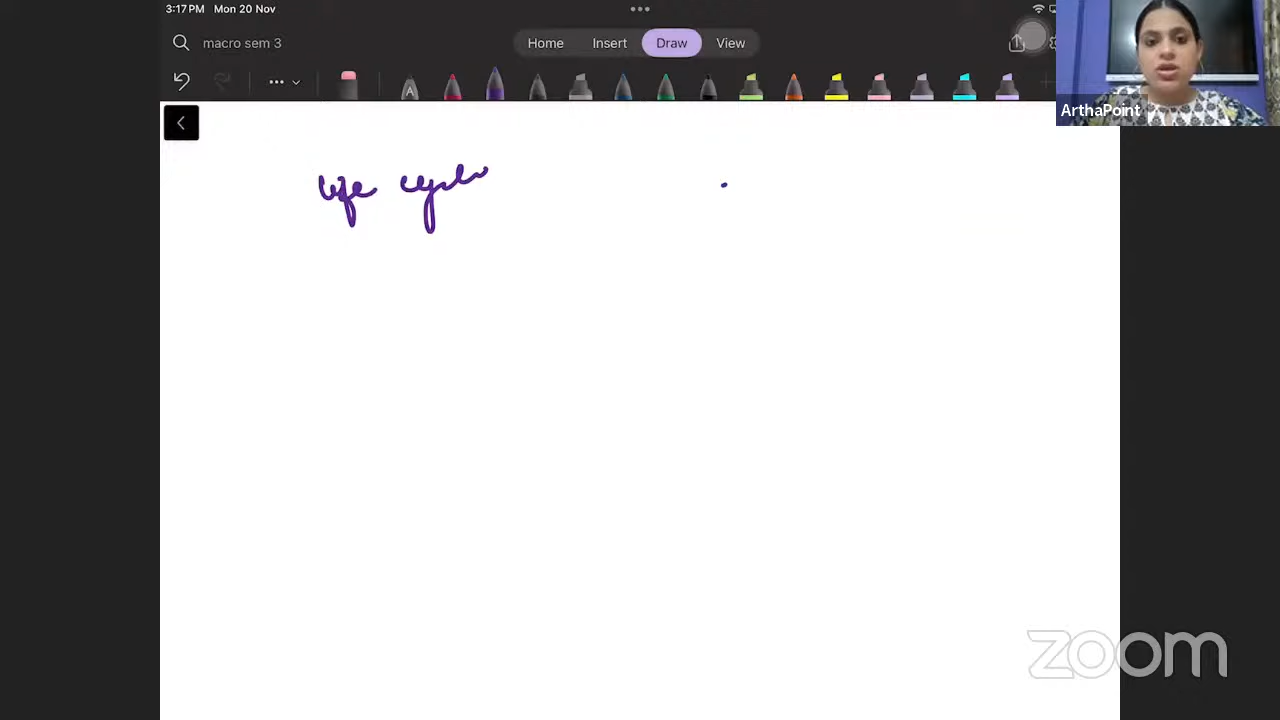 3:17 PM Mon 20 Nov
macro sem 3
Home Insert Draw View
A
ArthaPoint
life cycle
zoom